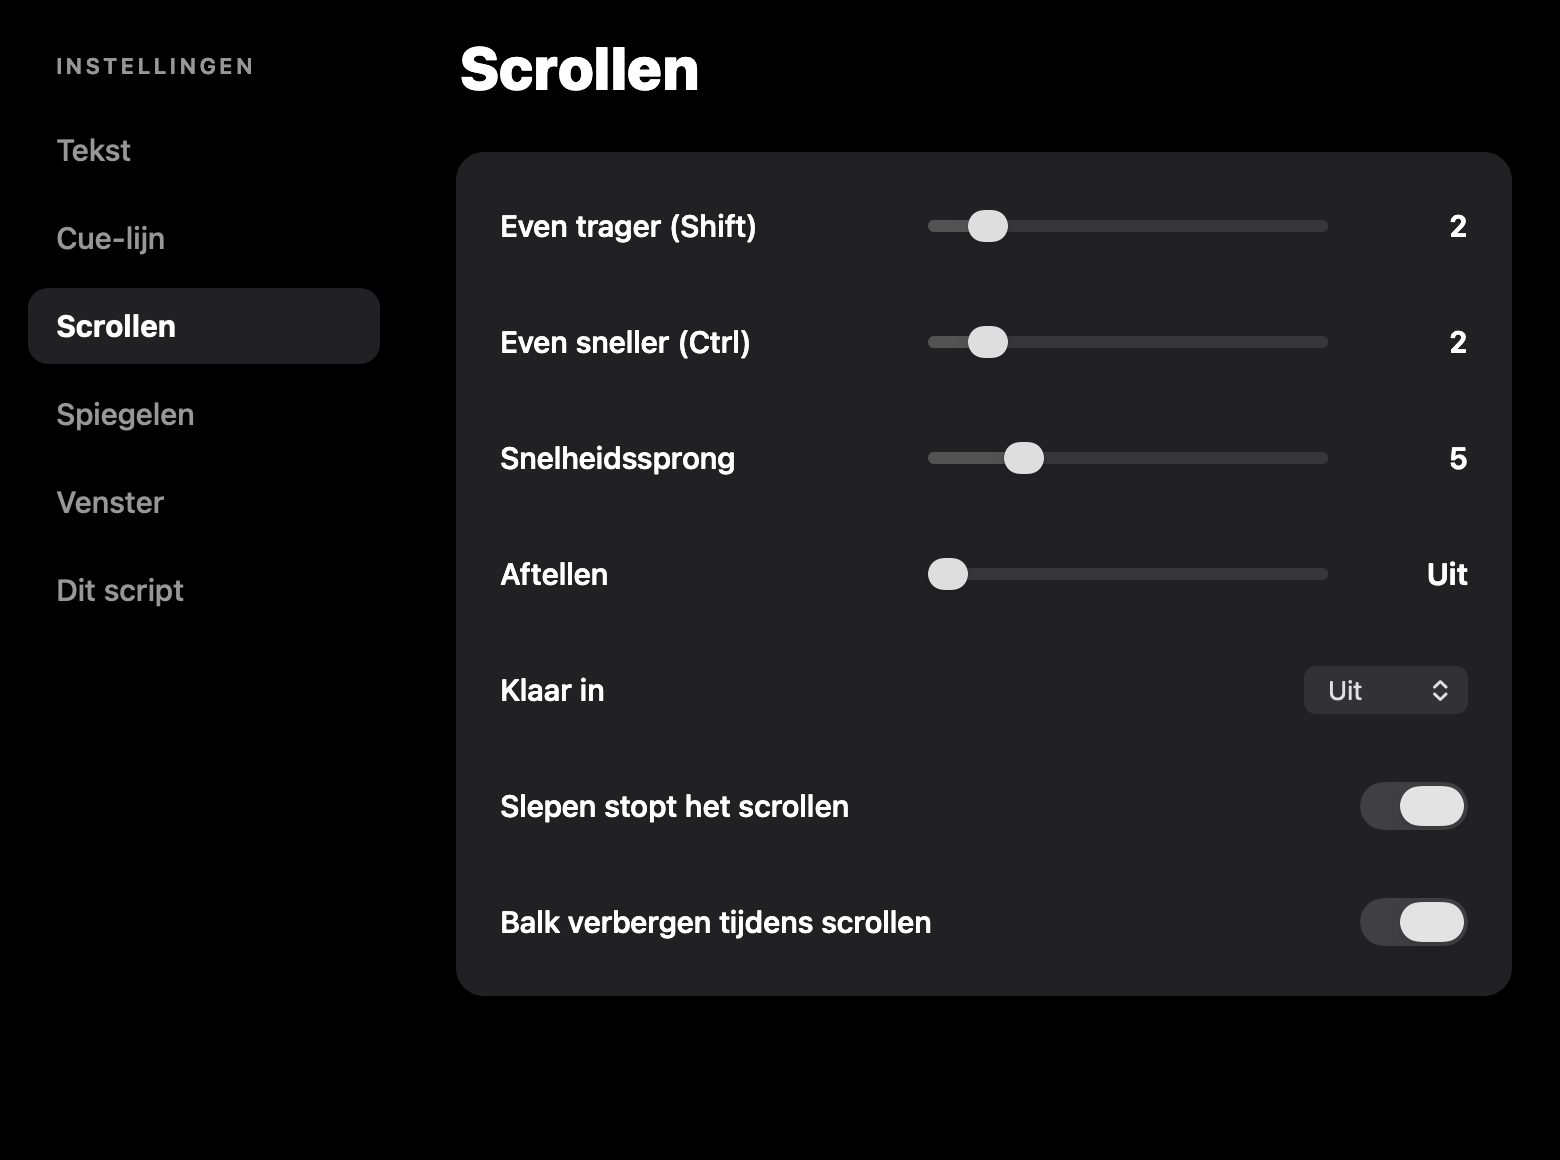 INSTELLINGEN
Tekst
Cue-lijn
Scrollen
Spiegelen
Venster
Dit script
Scrollen
Even trager (Shift) 2
Even sneller (Ctrl) 2
Snelheidssprong 5
Aftellen Uit
Klaar in Uit
Slepen stopt het scrollen
Balk verbergen tijdens scrollen